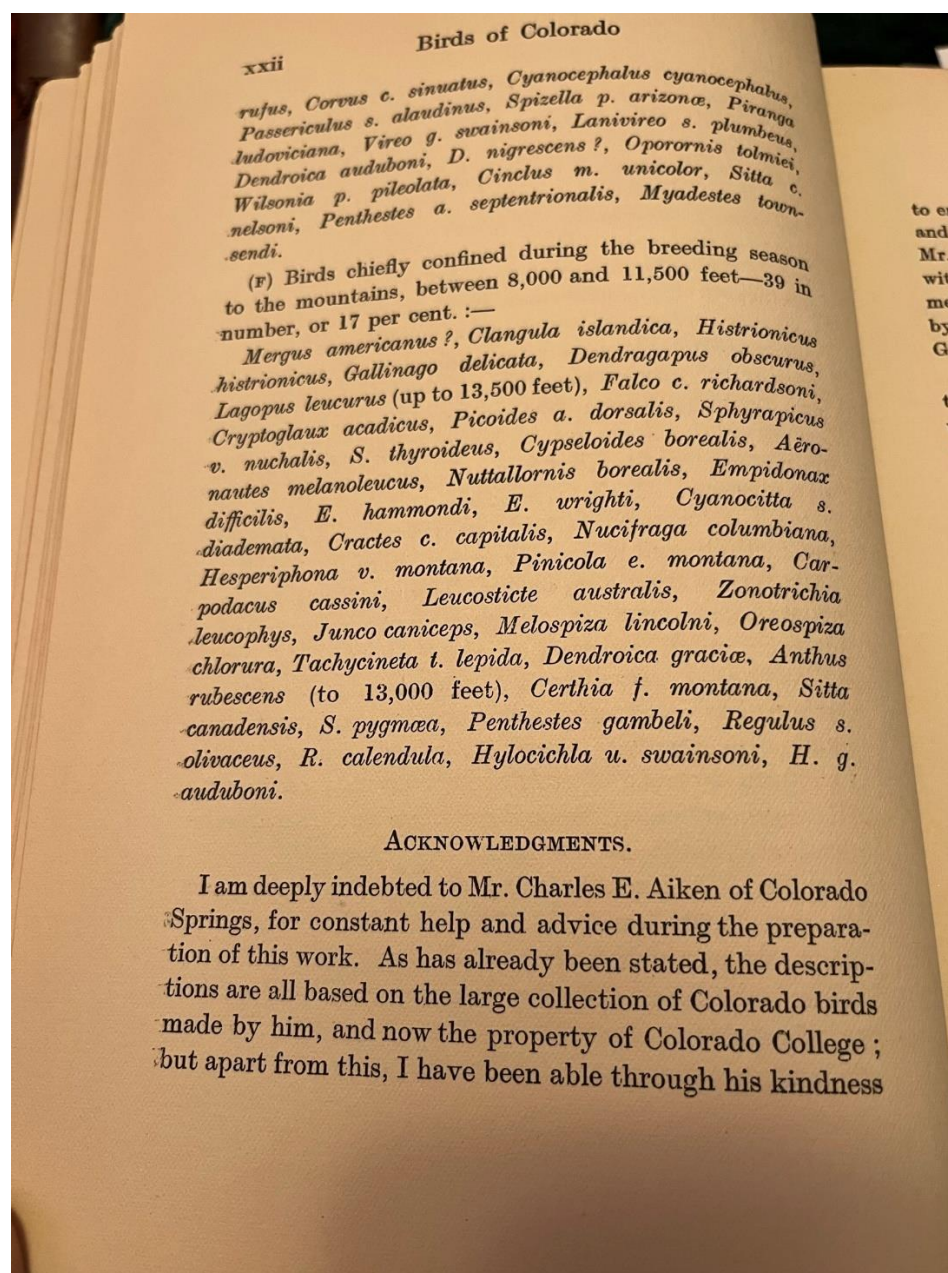 Birds of Colorado
xxii
rufus, Corvus c. sinuatus, Cyanocephalus cyanocephalus,
Passericulus s. alaudinus, Spizella p. arizonæ, Piranga
ludoviciana, Vireo g. swainsoni, Lanivireo s. plumbeus,
Dendroica auduboni, D. nigrescens ?, Oporornis tolmiei,
Wilsonia p. pileolata, Cinclus m. unicolor, Sitta c.
nelsoni, Penthestes a. septentrionalis, Myadestes town-
sendi.
(F) Birds chiefly confined during the breeding season
to the mountains, between 8,000 and 11,500 feet—39 in
number, or 17 per cent. :—
Mergus americanus ?, Clangula islandica, Histrionicus
histrionicus, Gallinago delicata, Dendragapus obscurus,
Lagopus leucurus (up to 13,500 feet), Falco c. richardsoni,
Cryptoglaux acadicus, Picoides a. dorsalis, Sphyrapicus
v. nuchalis, S. thyroideus, Cypseloides borealis, Aëro-
nautes melanoleucus, Nuttallornis borealis, Empidonax
difficilis, E. hammondi, E. wrighti, Cyanocitta s.
diademata, Cractes c. capitalis, Nucifraga columbiana,
Hesperiphona v. montana, Pinicola e. montana, Car-
podacus cassini, Leucosticte australis, Zonotrichia
leucophys, Junco caniceps, Melospiza lincolni, Oreospiza
chlorura, Tachycineta t. lepida, Dendroica graciæ, Anthus
rubescens (to 13,000 feet), Certhia f. montana, Sitta
canadensis, S. pygmæa, Penthestes gambeli, Regulus s.
olivaceus, R. calendula, Hylocichla u. swainsoni, H. g.
auduboni.
ACKNOWLEDGMENTS.
I am deeply indebted to Mr. Charles E. Aiken of Colorado
Springs, for constant help and advice during the prepara-
tion of this work. As has already been stated, the descrip-
tions are all based on the large collection of Colorado birds
made by him, and now the property of Colorado College ;
but apart from this, I have been able through his kindness
to
and
Mr.